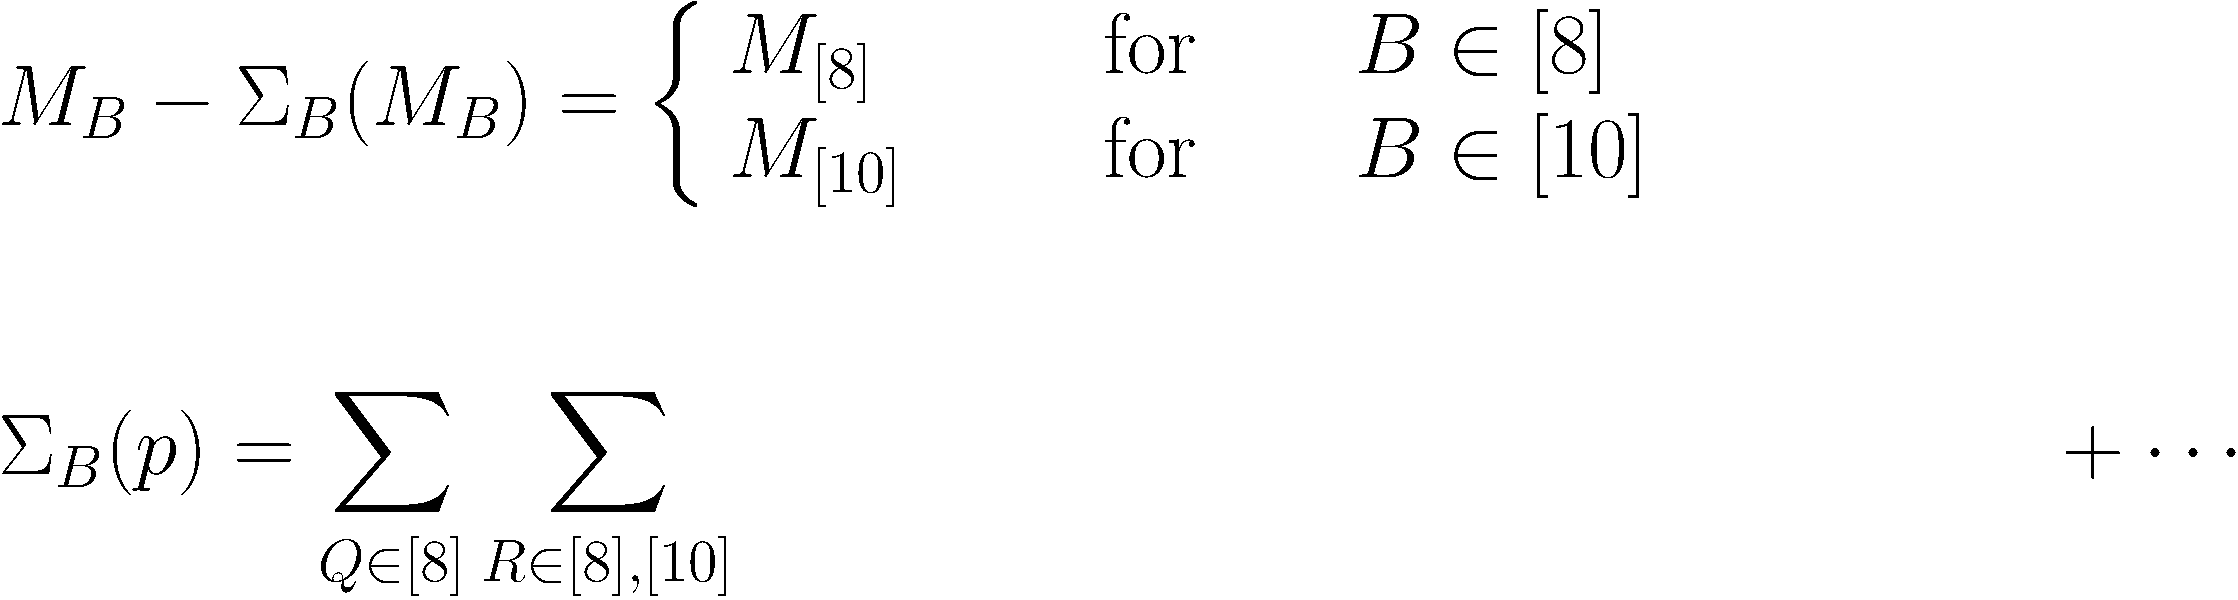 M_B − Σ_B(M_B) = { M_[8] for B ∈ [8]
M_[10] for B ∈ [10]
Σ_B(p) = ∑_{Q∈[8]} ∑_{R∈[8],[10]} + ⋯